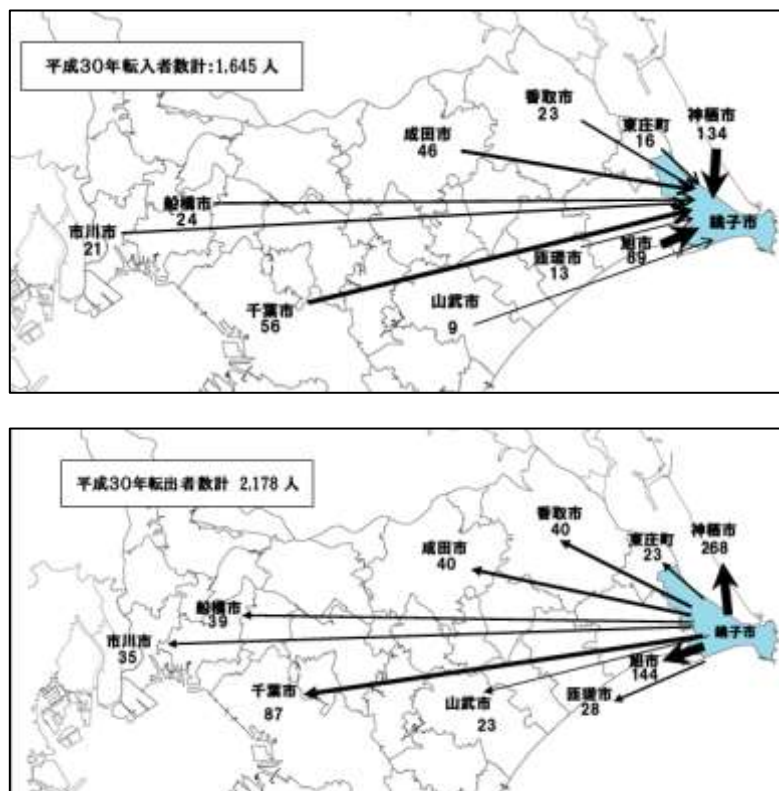 平成30年転入者数計:1,645 人
香取市
23
神栖市
134
東庄町
16
成田市
46
船橋市
24
市川市
21
銚子市
旭市
69
匝瑳市
13
千葉市
56
山武市
9
平成30年転出者数計 2,178 人
香取市
40
神栖市
268
東庄町
23
成田市
40
船橋市
39
市川市
35
銚子市
旭市
144
千葉市
87
山武市
23
匝瑳市
28